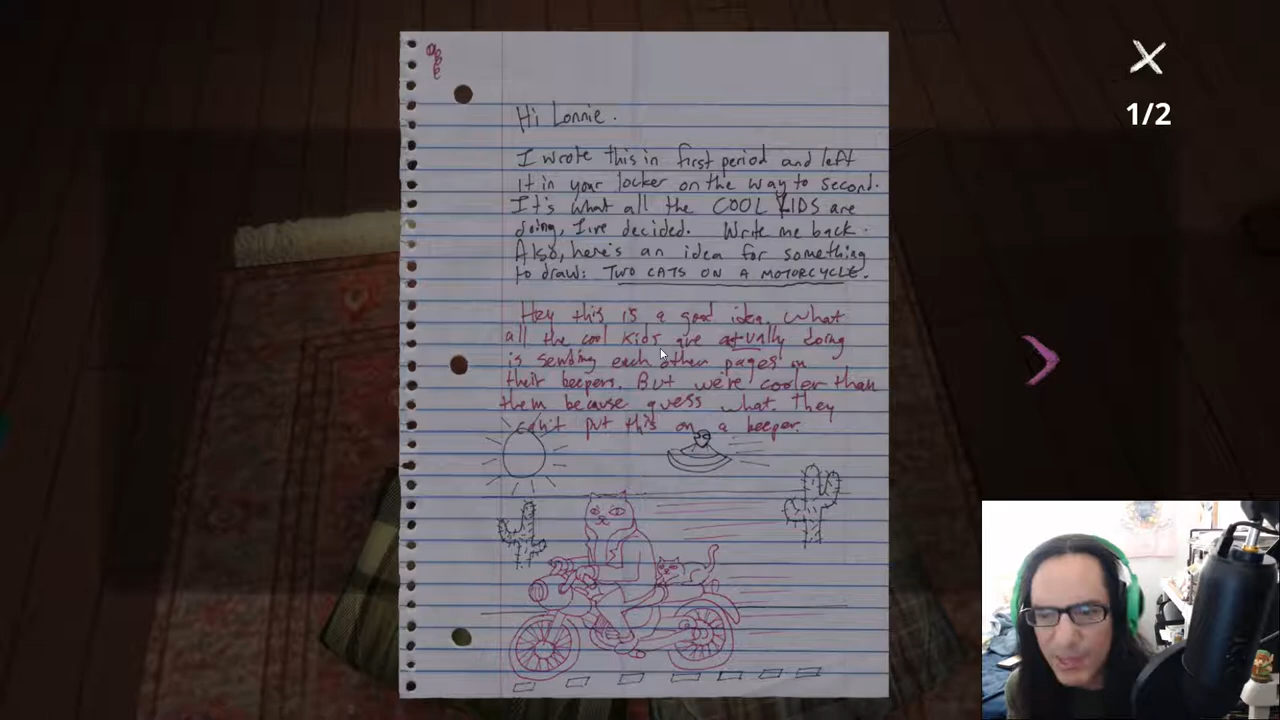 1/2
Hi Lonnie.
I wrote this in first period and left
it in your locker on the way to second.
It's what all the COOL KIDS are
doing, I've decided. Write me back.
Also, here's an idea for something
to draw: TWO CATS ON A MOTORCYCLE.
Hey this is a good idea. What
all the cool kids are actually doing
is sending each other pages on
their beepers. But we're cooler than
them because guess what. They
can't put this on a beeper.